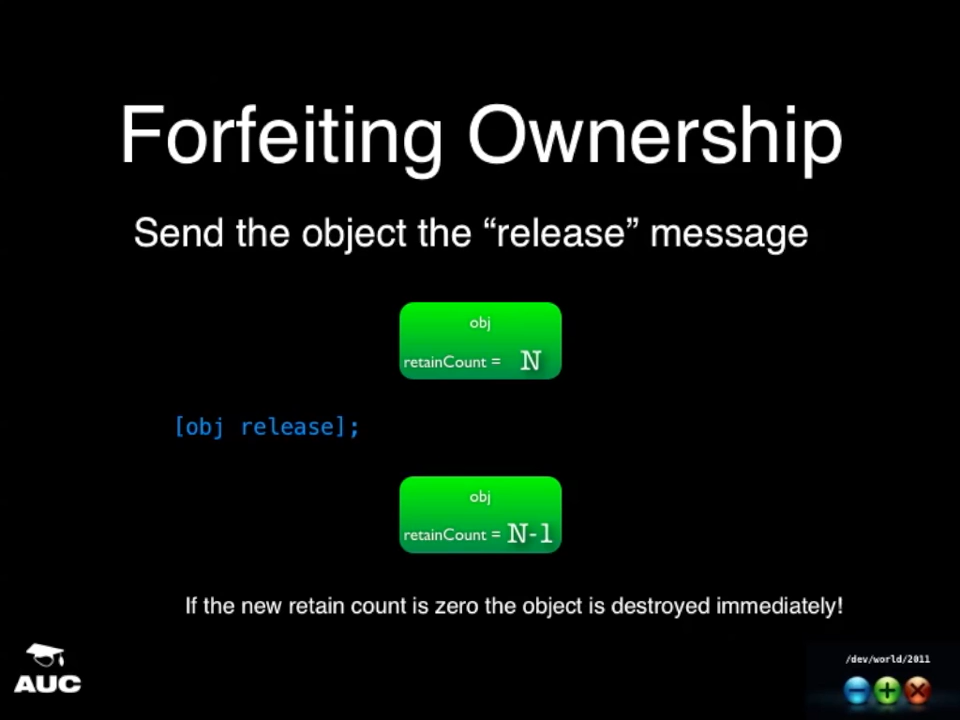 Forfeiting Ownership
Send the object the “release” message
obj
retainCount = N
[obj release];
obj
retainCount = N-1
If the new retain count is zero the object is destroyed immediately!
AUC
/dev/world/2011